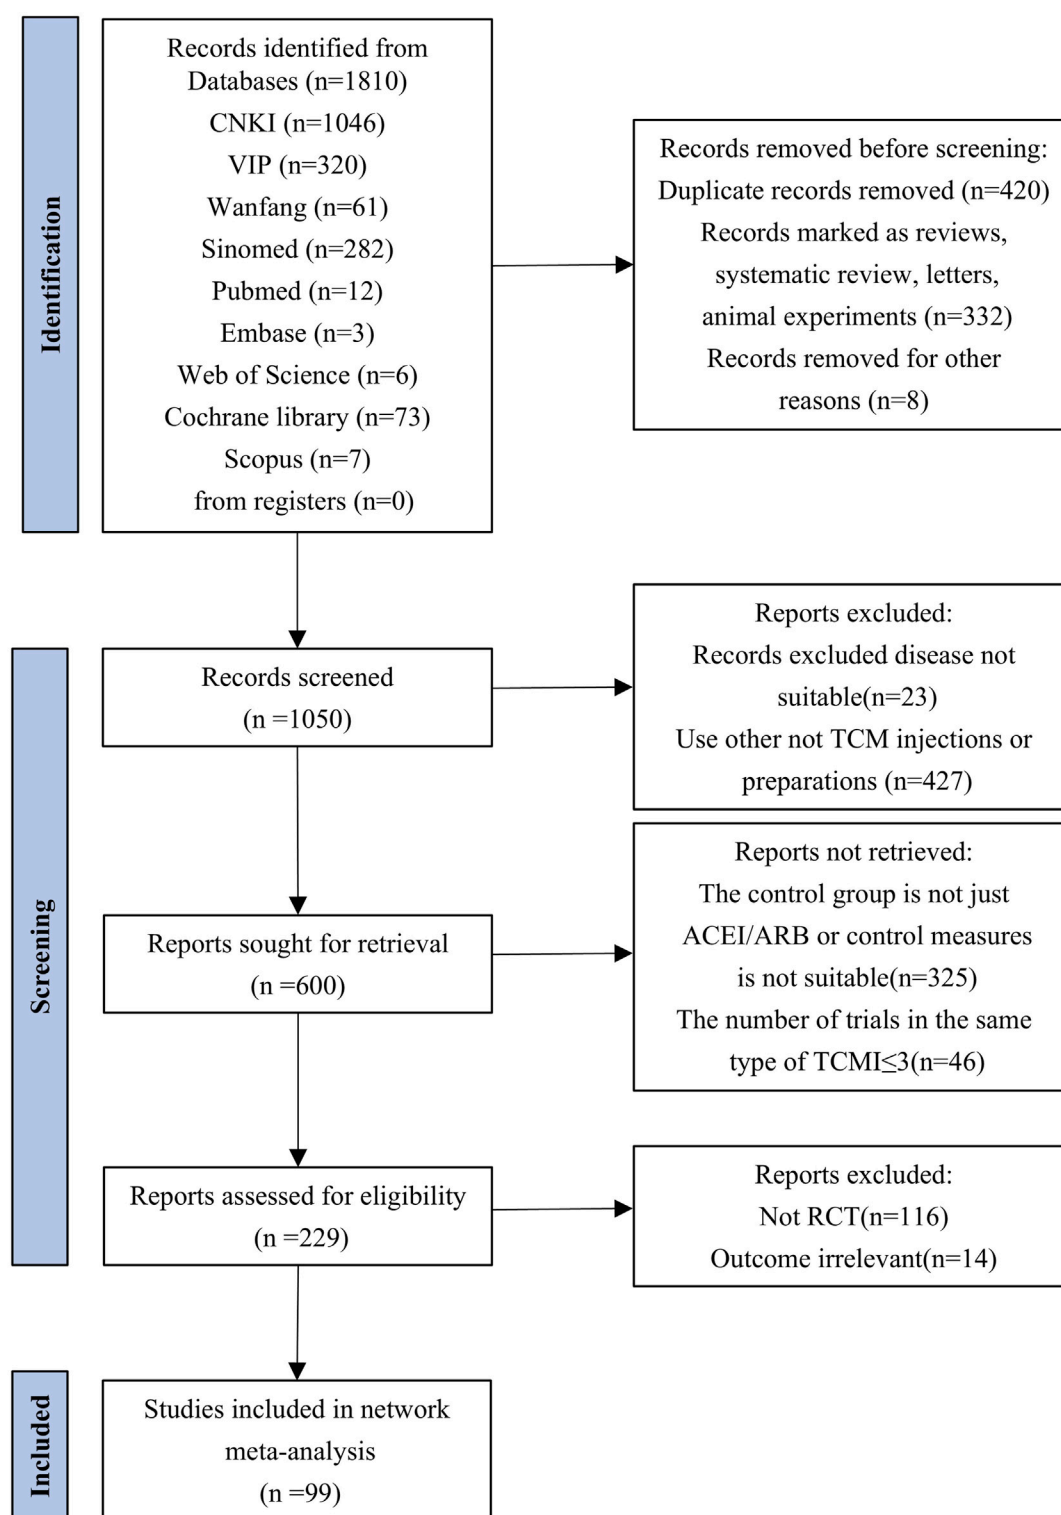 Identification
Records identified from
Databases (n=1810)
CNKI (n=1046)
VIP (n=320)
Wanfang (n=61)
Sinomed (n=282)
Pubmed (n=12)
Embase (n=3)
Web of Science (n=6)
Cochrane library (n=73)
Scopus (n=7)
from registers (n=0)
Records removed before screening:
Duplicate records removed (n=420)
Records marked as reviews,
systematic review, letters,
animal experiments (n=332)
Records removed for other
reasons (n=8)
Screening
Records screened
(n =1050)
Reports excluded:
Records excluded disease not
suitable(n=23)
Use other not TCM injections or
preparations (n=427)
Reports sought for retrieval
(n =600)
Reports not retrieved:
The control group is not just
ACEI/ARB or control measures
is not suitable(n=325)
The number of trials in the same
type of TCMI≤3(n=46)
Reports assessed for eligibility
(n =229)
Reports excluded:
Not RCT(n=116)
Outcome irrelevant(n=14)
Included
Studies included in network
meta-analysis
(n =99)